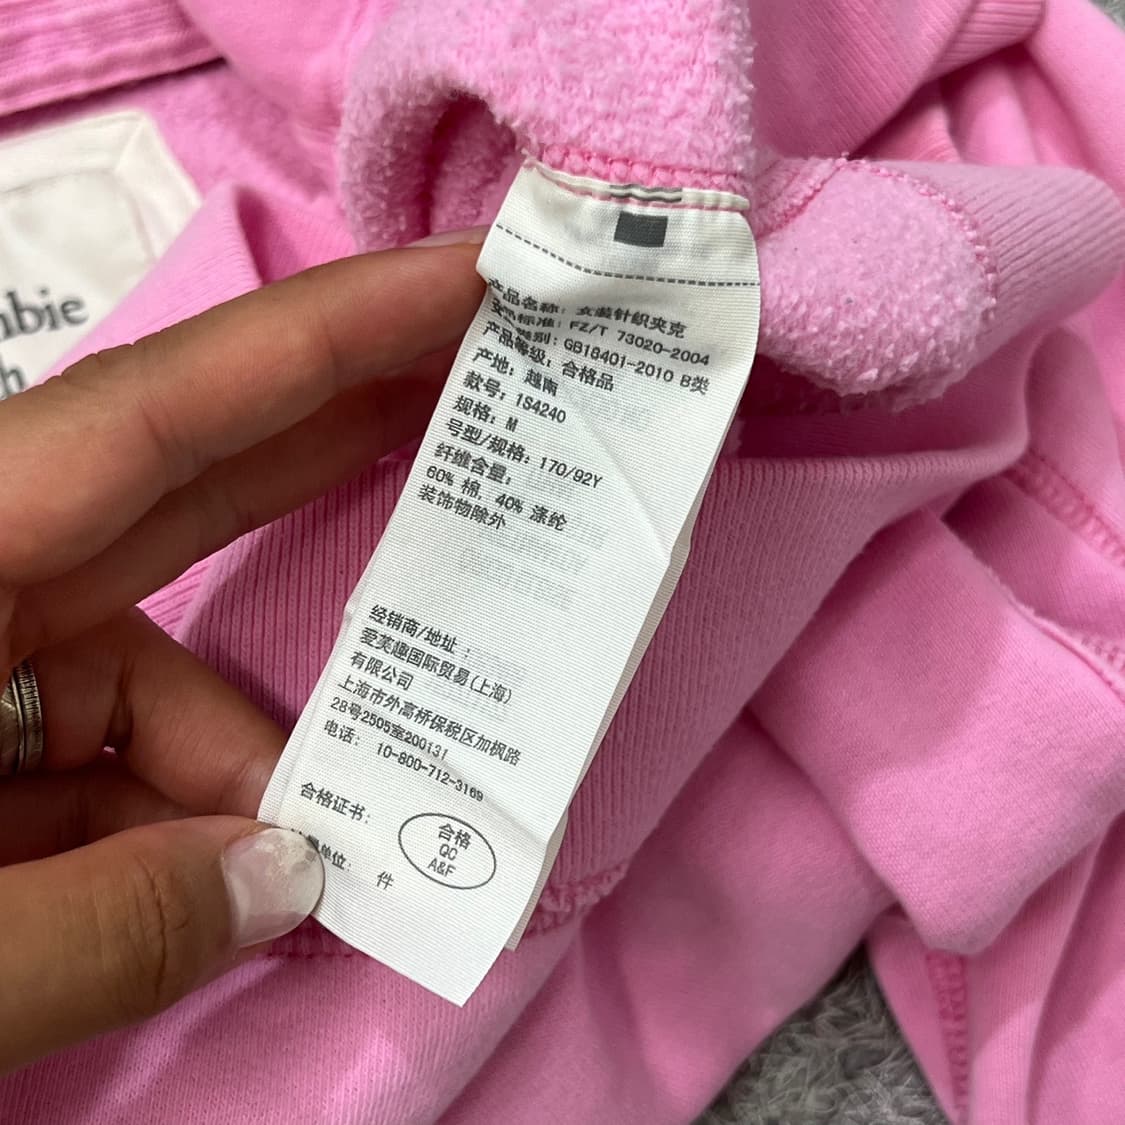 产品名称：女装针织夹克
标准：FZ/T 73020-2004
类别：GB18401-2010 B类
产品等级：合格品
产地：越南
款号：1S4240
规格：M
号型/规格：170/92Y
纤维含量：
60% 棉，40% 涤纶
装饰物除外
经销商/地址：
爱芙趣国际贸易(上海)
有限公司
上海市外高桥保税区加枫路
28号2505室200131
电话： 10-800-712-3169
合格证书：
合格
QC
A&F
单位： 件